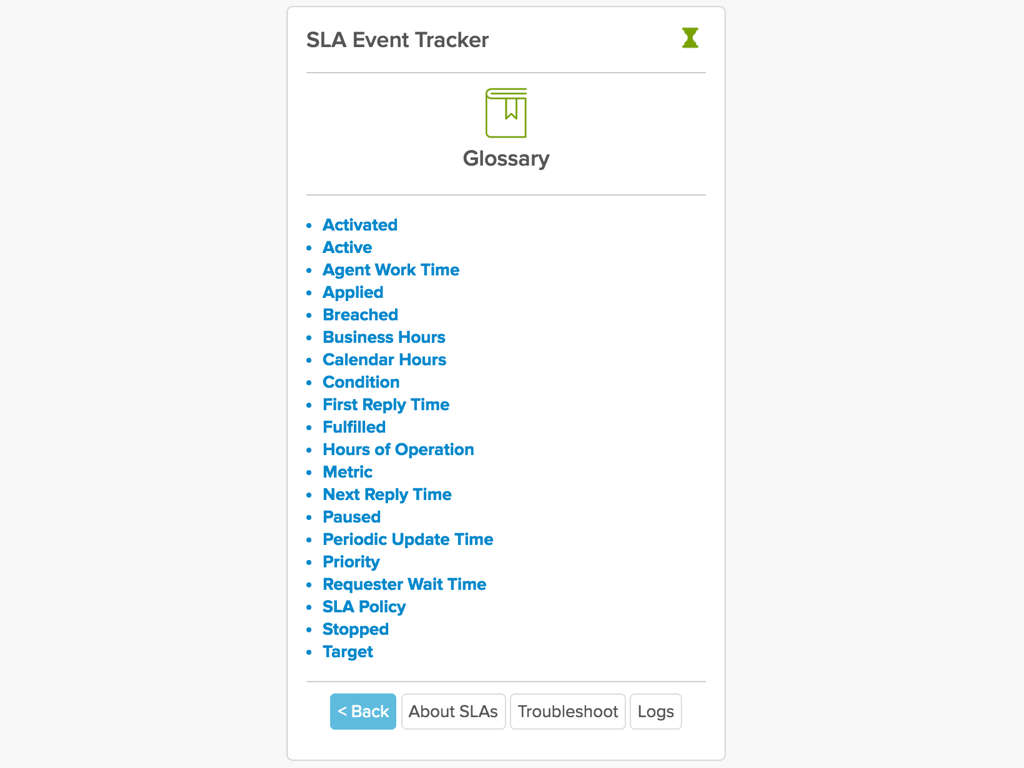 SLA Event Tracker
Glossary
• Activated
• Active
• Agent Work Time
• Applied
• Breached
• Business Hours
• Calendar Hours
• Condition
• First Reply Time
• Fulfilled
• Hours of Operation
• Metric
• Next Reply Time
• Paused
• Periodic Update Time
• Priority
• Requester Wait Time
• SLA Policy
• Stopped
• Target
< Back About SLAs Troubleshoot Logs